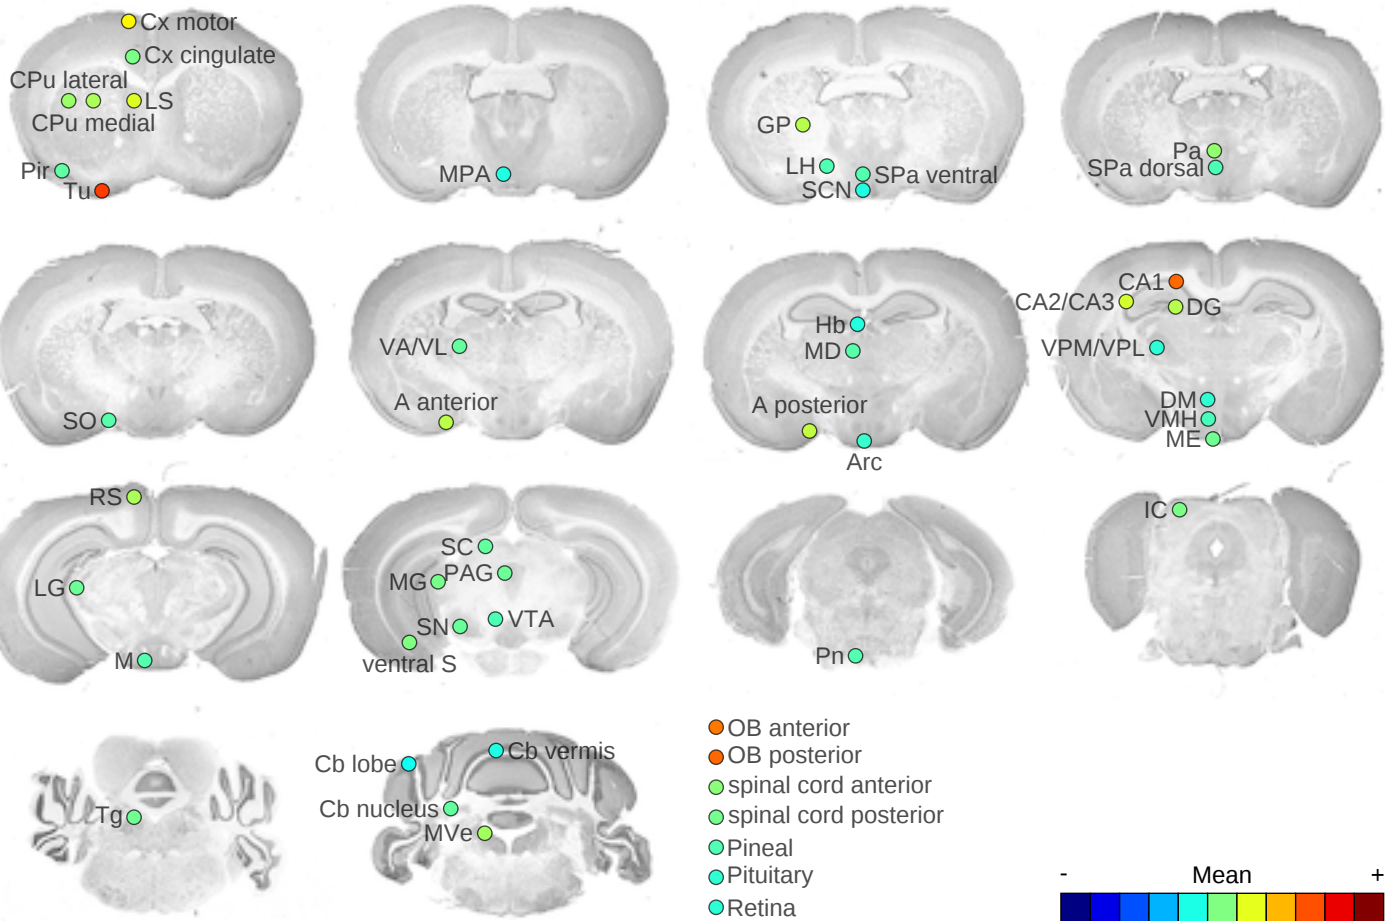 Cx motor
Cx cingulate
CPu lateral
LS
CPu medial
Pir
Tu
MPA
GP
LH
SPa ventral
SCN
Pa
SPa dorsal
SO
VA/VL
A anterior
Hb
MD
A posterior
Arc
CA1
CA2/CA3
DG
VPM/VPL
DM
VMH
ME
RS
LG
M
SC
MG
PAG
SN
VTA
ventral S
Pn
IC
Tg
Cb lobe
Cb vermis
Cb nucleus
MVe
OB anterior
OB posterior
spinal cord anterior
spinal cord posterior
Pineal
Pituitary
Retina
- Mean +